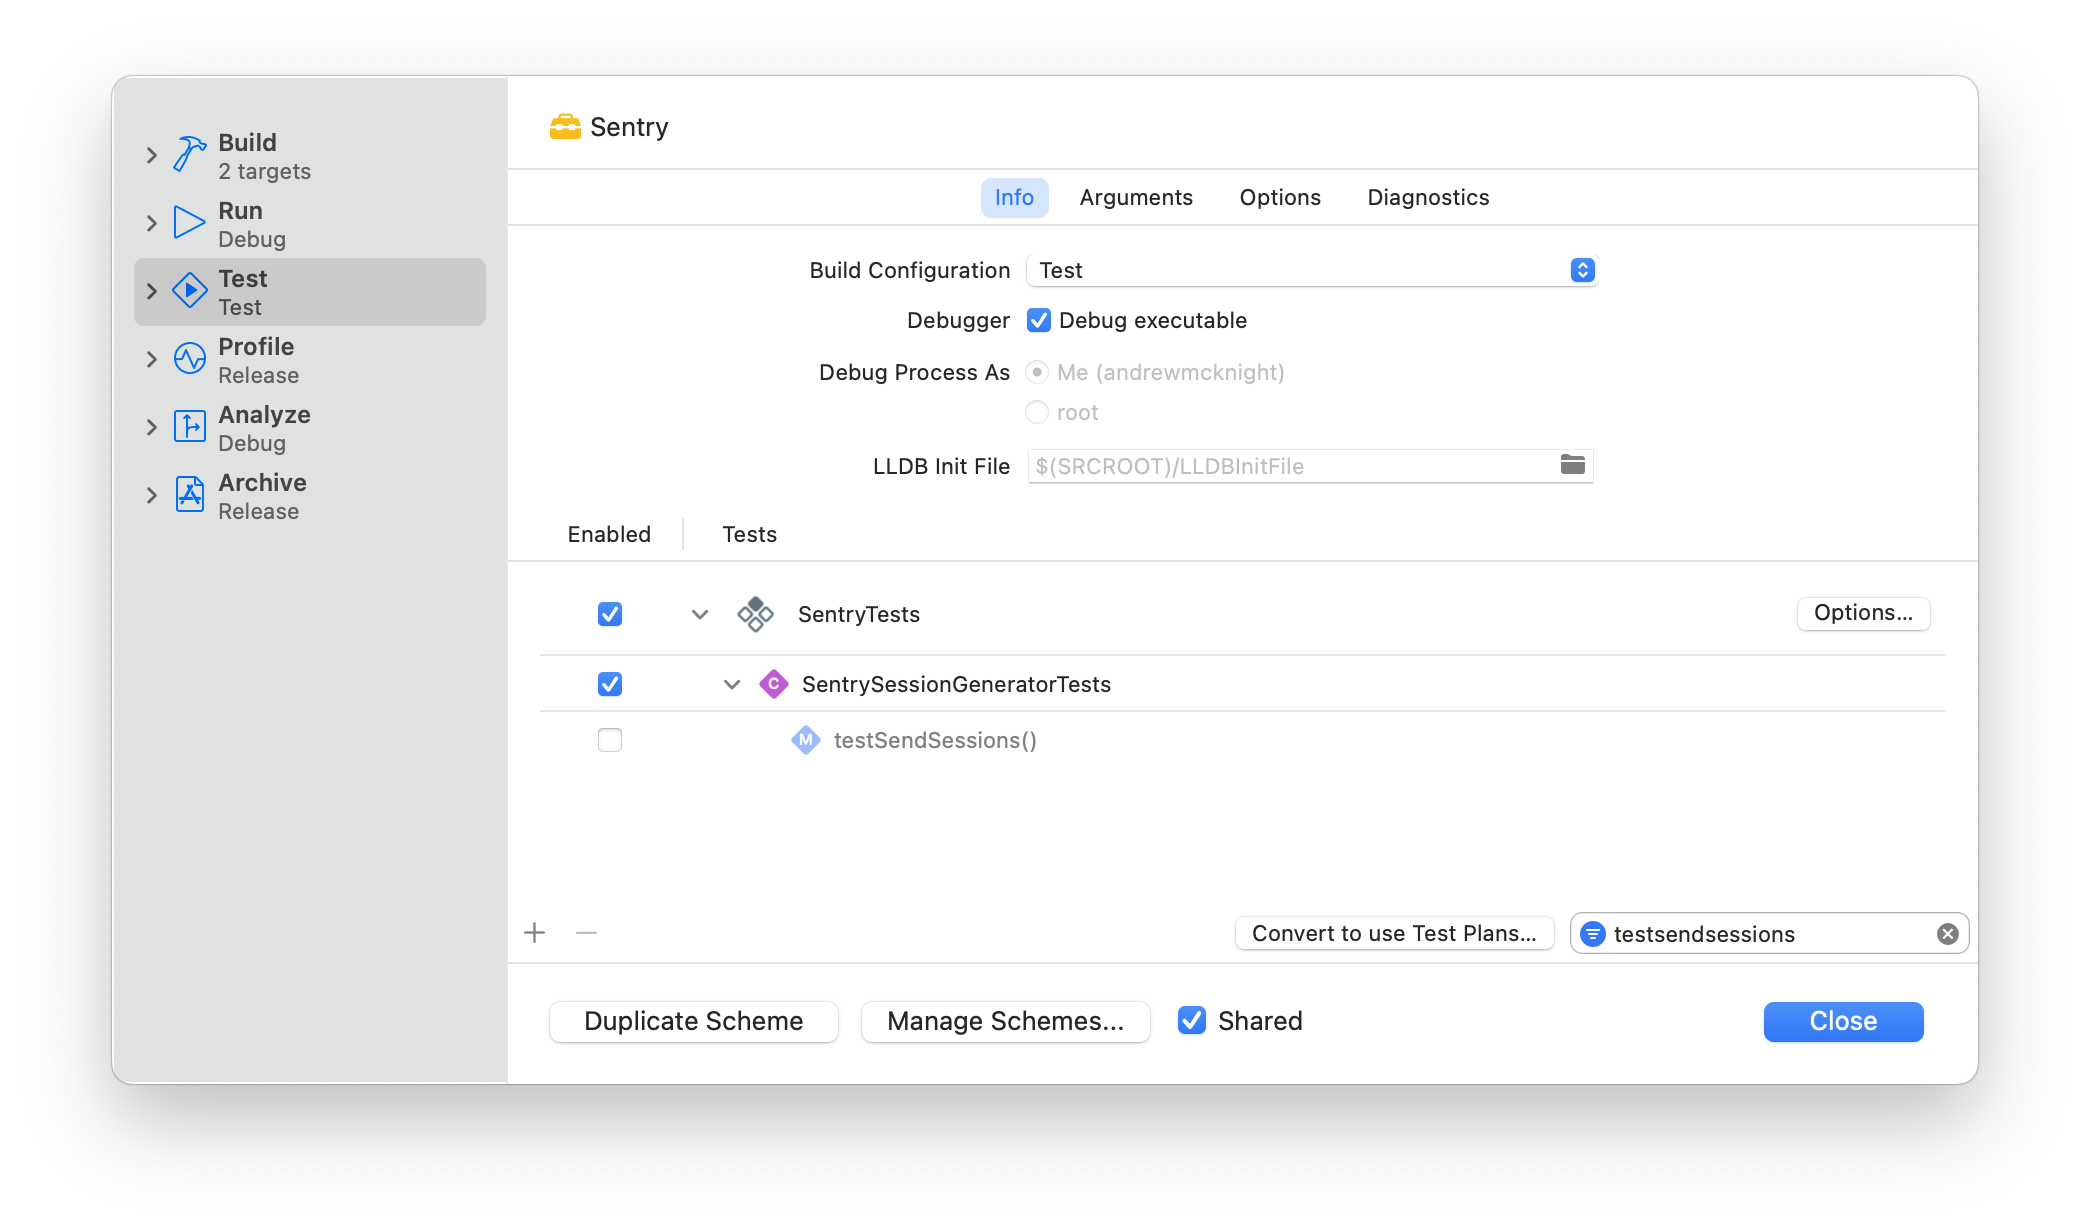 Build
2 targets
Run
Debug
Test
Test
Profile
Release
Analyze
Debug
Archive
Release
Sentry
Info Arguments Options Diagnostics
Build Configuration Test
Debugger Debug executable
Debug Process As Me (andrewmcknight)
root
LLDB Init File $(SRCROOT)/LLDBInitFile
Enabled Tests
SentryTests Options...
C SentrySessionGeneratorTests
M testSendSessions()
Convert to use Test Plans... testsendsessions
Duplicate Scheme Manage Schemes... Shared Close